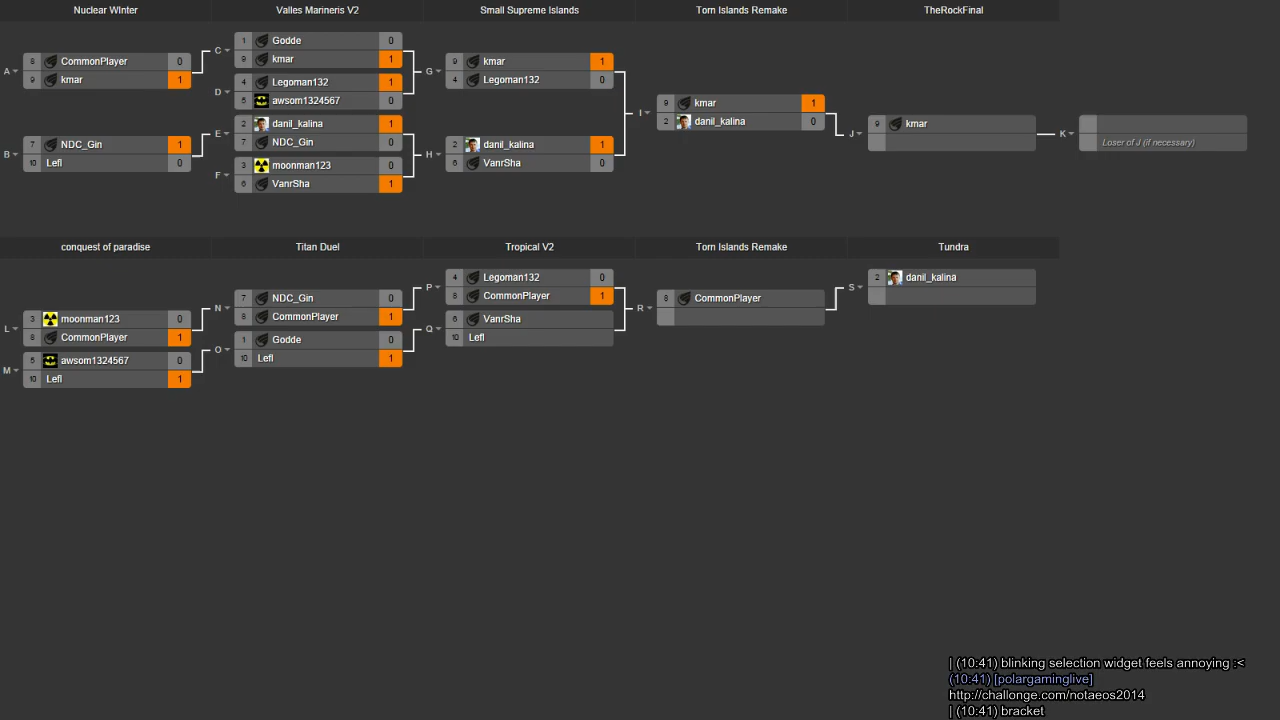 Nuclear Winter
Valles Marineris V2
Small Supreme Islands
Torn Islands Remake
TheRockFinal
A
8 CommonPlayer 0
9 kmar 1
B
7 NDC_Gin 1
10 Lefl 0
C
1 Godde 0
9 kmar 1
D
4 Legoman132 1
5 awsom1324567 0
E
2 danil_kalina 1
7 NDC_Gin 0
F
3 moonman123 0
6 VanrSha 1
G
9 kmar 1
4 Legoman132 0
H
2 danil_kalina 1
6 VanrSha 0
I
9 kmar 1
2 danil_kalina 0
J
9 kmar
K
Loser of J (if necessary)
conquest of paradise
Titan Duel
Tropical V2
Torn Islands Remake
Tundra
L
3 moonman123 0
8 CommonPlayer 1
M
5 awsom1324567 0
10 Lefl 1
N
7 NDC_Gin 0
8 CommonPlayer 1
O
1 Godde 0
10 Lefl 1
P
4 Legoman132 0
8 CommonPlayer 1
Q
6 VanrSha
10 Lefl
R
8 CommonPlayer
S
2 danil_kalina
| (10:41) blinking selection widget feels annoying :<
(10:41) [polargaminglive]
http://challonge.com/notaeos2014
| (10:41) bracket